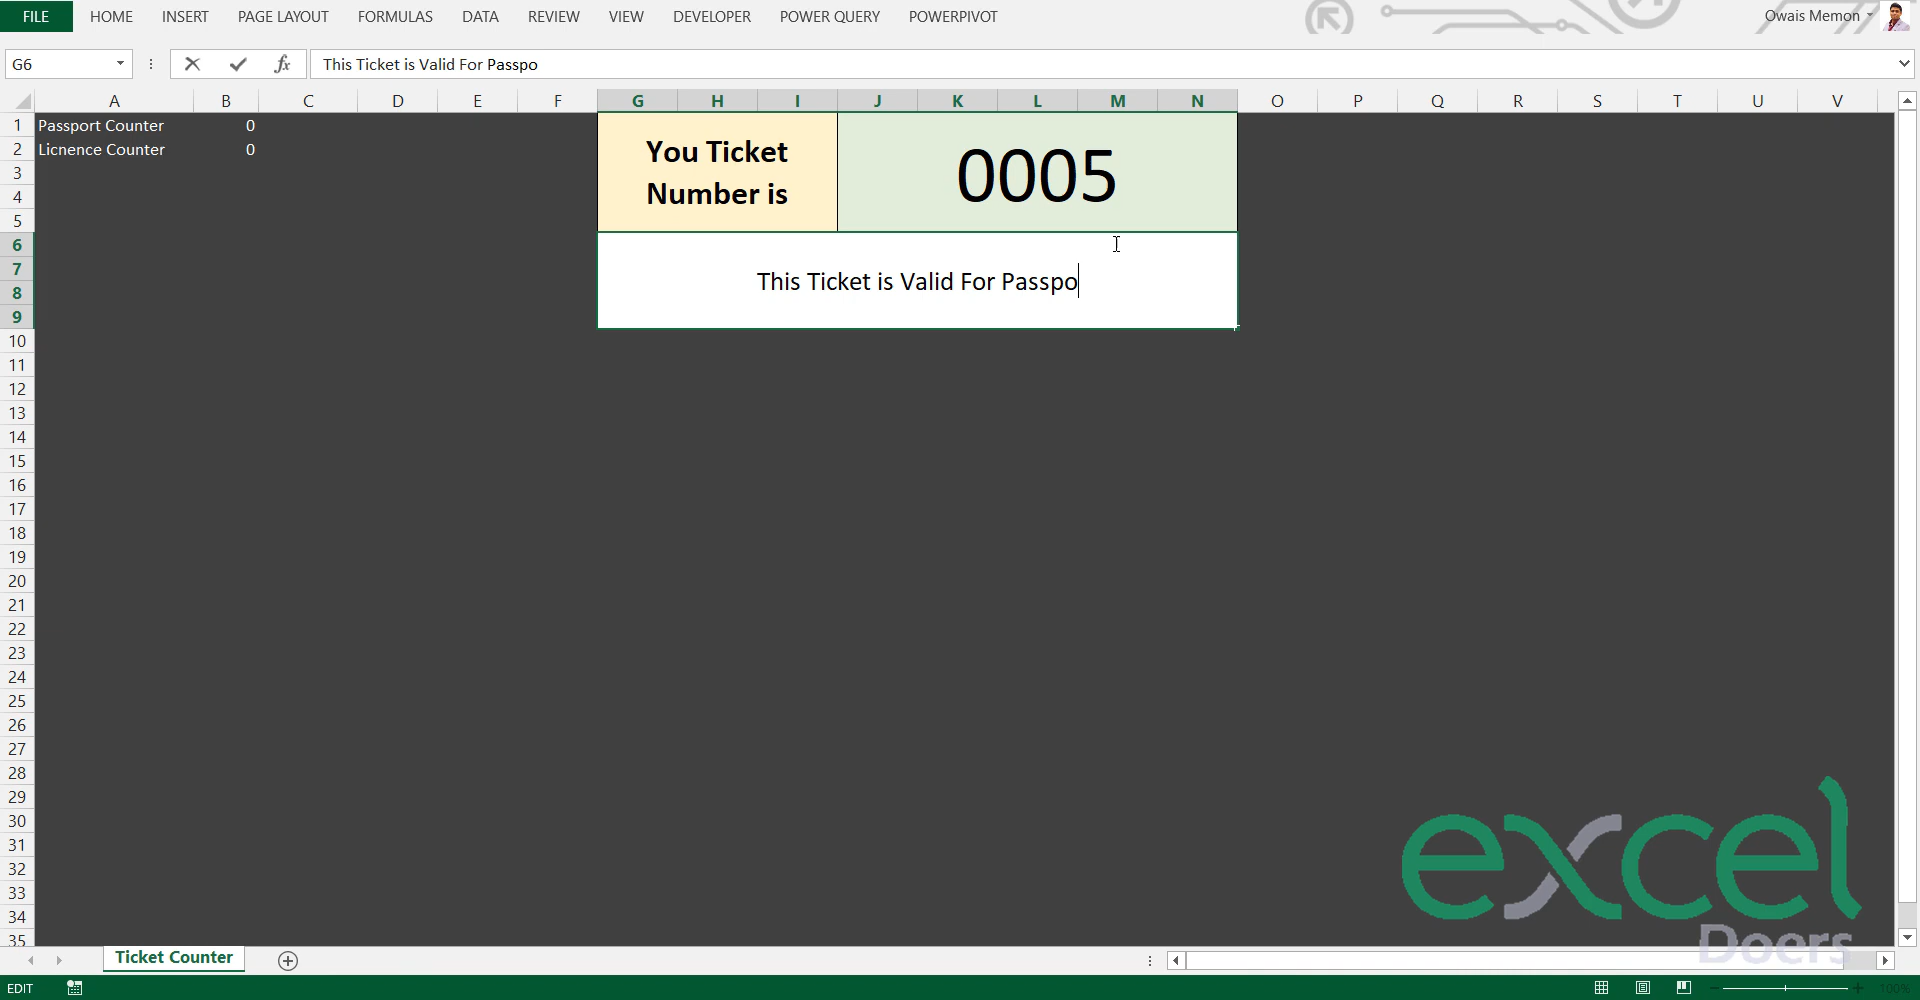 FILE HOME INSERT PAGE LAYOUT FORMULAS DATA REVIEW VIEW DEVELOPER POWER QUERY POWERPIVOT Owais Memon
G6 fx This Ticket is Valid For Passpo
A B C D E F G H I J K L M N O P Q R S T U V
1 Passport Counter 0
2 Licnence Counter 0
You Ticket
Number is
0005
This Ticket is Valid For Passpo
3
4
5
6
7
8
9
10
11
12
13
14
15
16
17
18
19
20
21
22
23
24
25
26
27
28
29
30
31
32
33
34
35
excel
Doers
Ticket Counter
EDIT 100%